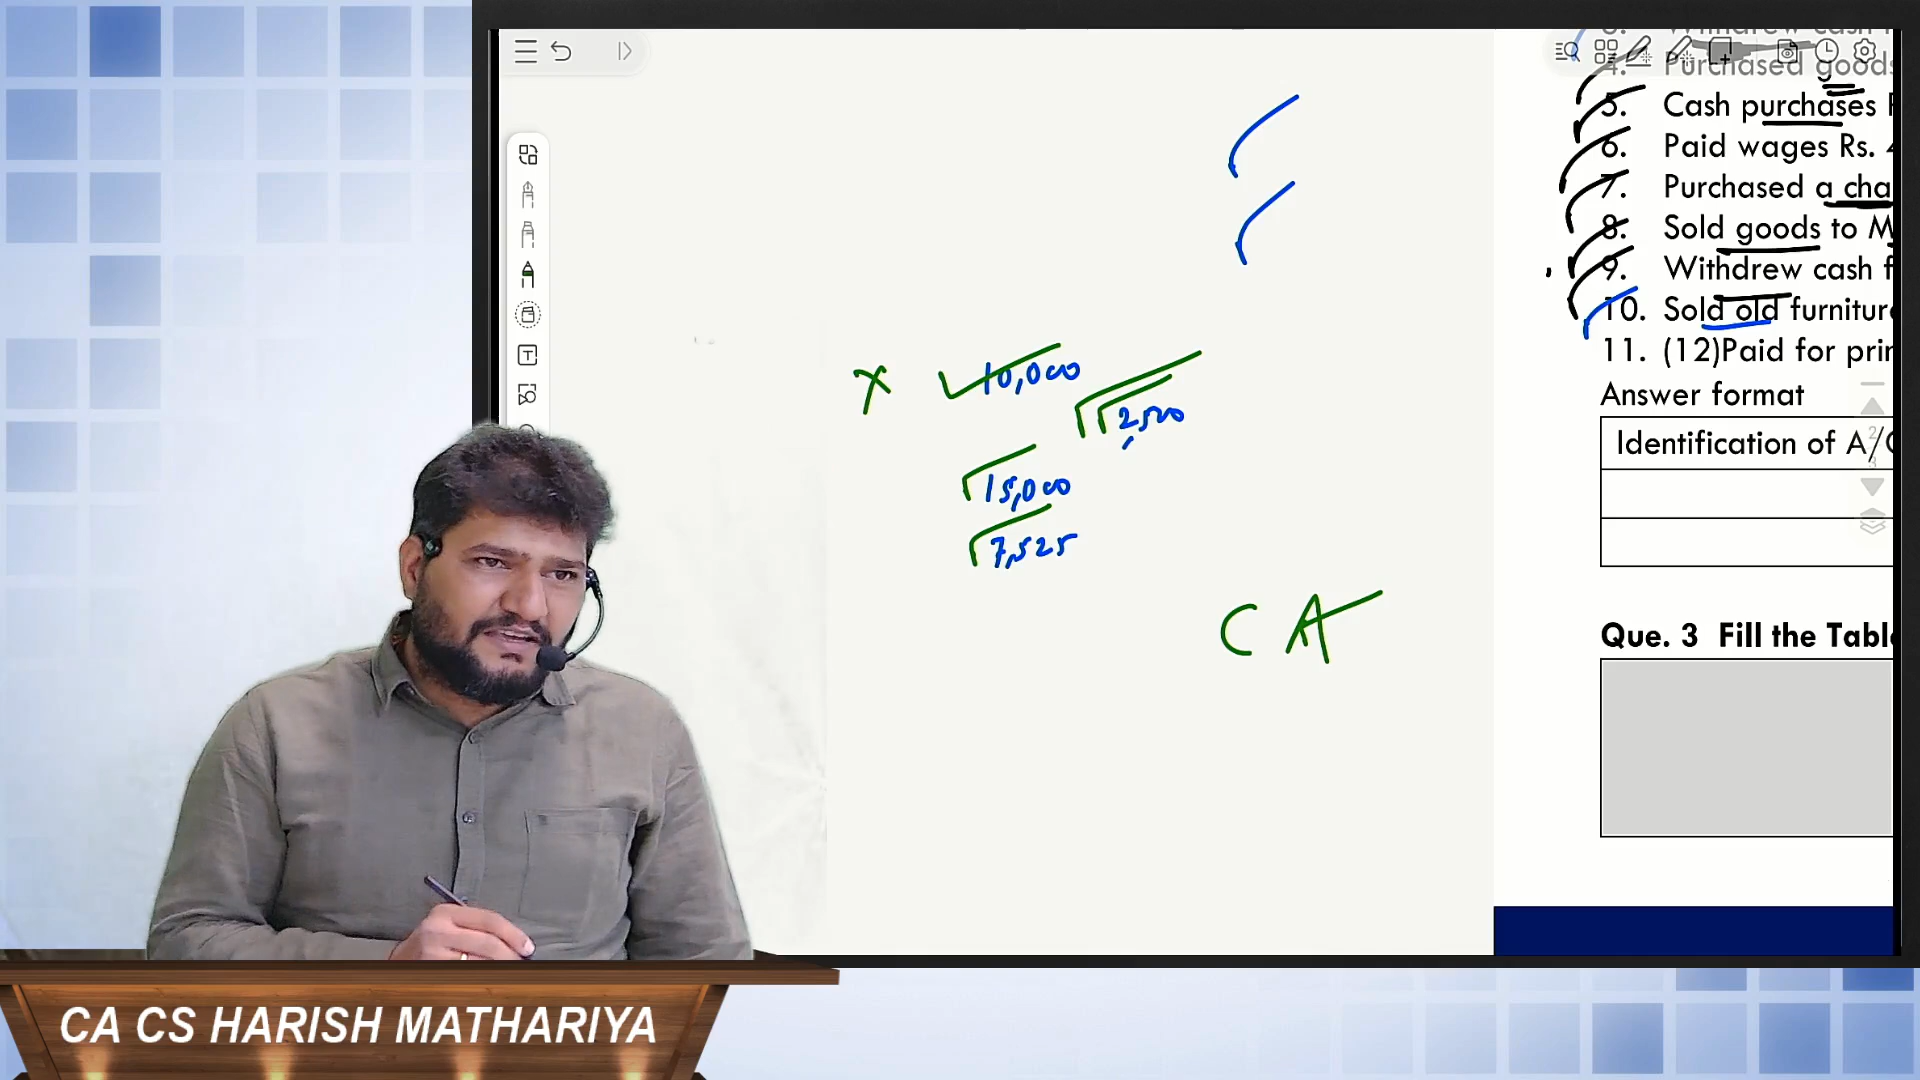 4. Purchased goods
5. Cash purchases
6. Paid wages Rs.
7. Purchased a cha
8. Sold goods to M
9. Withdrew cash f
10. Sold old furniture
11. (12)Paid for prin
Answer format
Identification of A/C
Que. 3 Fill the Table
X 10,000
2,500
15,000
7,525
CA
CA CS HARISH MATHARIYA